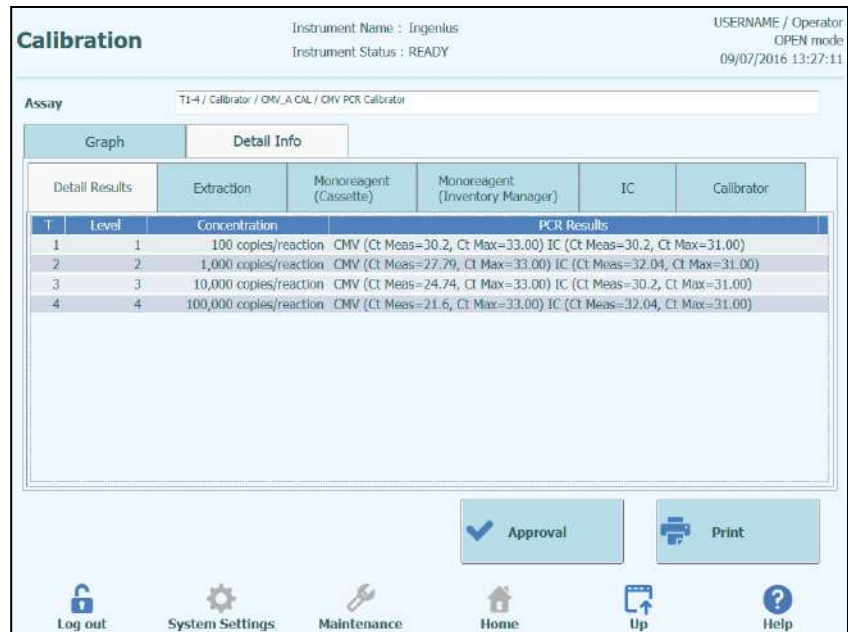 Calibration
Instrument Name : Ingenius
Instrument Status : READY
USERNAME / Operator
OPEN mode
09/07/2016 13:27:11
Assay
T1-4 / Calibrator / CMV_A CAL / CMV PCR Calibrator
Graph
Detail Info
Detail Results
Extraction
Monoreagent
(Cassette)
Monoreagent
(Inventory Manager)
IC
Calibrator
T Level Concentration PCR Results
1 1 100 copies/reaction CMV (Ct Meas=30.2, Ct Max=33.00) IC (Ct Meas=30.2, Ct Max=31.00)
2 2 1,000 copies/reaction CMV (Ct Meas=27.79, Ct Max=33.00) IC (Ct Meas=32.04, Ct Max=31.00)
3 3 10,000 copies/reaction CMV (Ct Meas=24.74, Ct Max=33.00) IC (Ct Meas=30.2, Ct Max=31.00)
4 4 100,000 copies/reaction CMV (Ct Meas=21.6, Ct Max=33.00) IC (Ct Meas=32.04, Ct Max=31.00)
Approval
Print
Log out
System Settings
Maintenance
Home
Up
Help